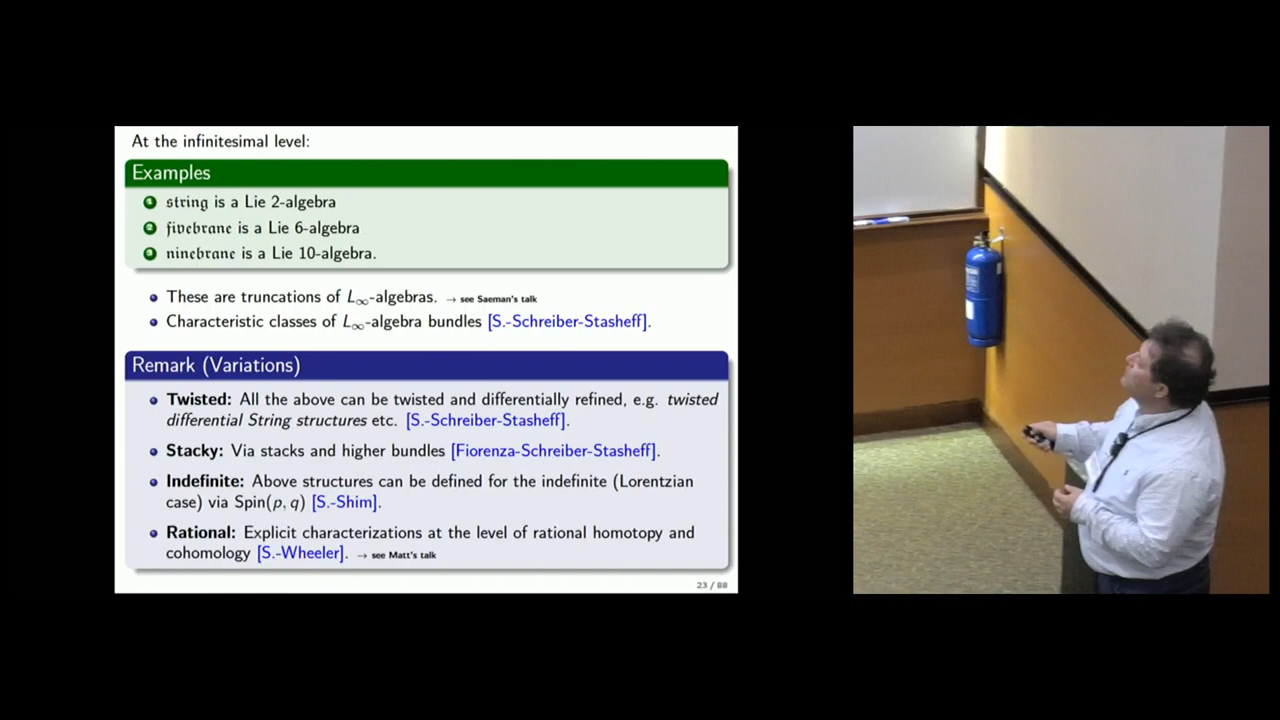 At the infinitesimal level:
Examples
1 string is a Lie 2-algebra
2 fivebrane is a Lie 6-algebra
3 ninebrane is a Lie 10-algebra.
These are truncations of L∞-algebras. → see Saeman's talk
Characteristic classes of L∞-algebra bundles [S.-Schreiber-Stasheff].
Remark (Variations)
Twisted: All the above can be twisted and differentially refined, e.g. twisted
differential String structures etc. [S.-Schreiber-Stasheff].
Stacky: Via stacks and higher bundles [Fiorenza-Schreiber-Stasheff].
Indefinite: Above structures can be defined for the indefinite (Lorentzian
case) via Spin(p, q) [S.-Shim].
Rational: Explicit characterizations at the level of rational homotopy and
cohomology [S.-Wheeler]. → see Matt's talk
23 / 88